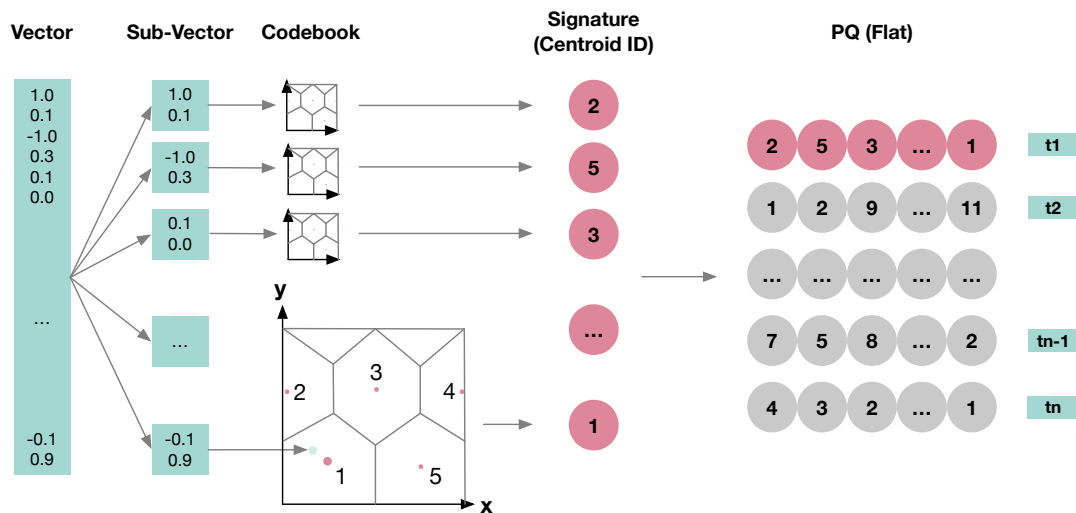 Vector
Sub-Vector
Codebook
Signature
(Centroid ID)
PQ (Flat)
1.0
0.1
-1.0
0.3
0.1
0.0
...
-0.1
0.9
1.0
0.1
-1.0
0.3
0.1
0.0
...
-0.1
0.9
y
2
3
4
1
5
x
2
5
3
...
1
2 5 3 ... 1 t1
1 2 9 ... 11 t2
... ... ... ... ...
7 5 8 ... 2 tn-1
4 3 2 ... 1 tn